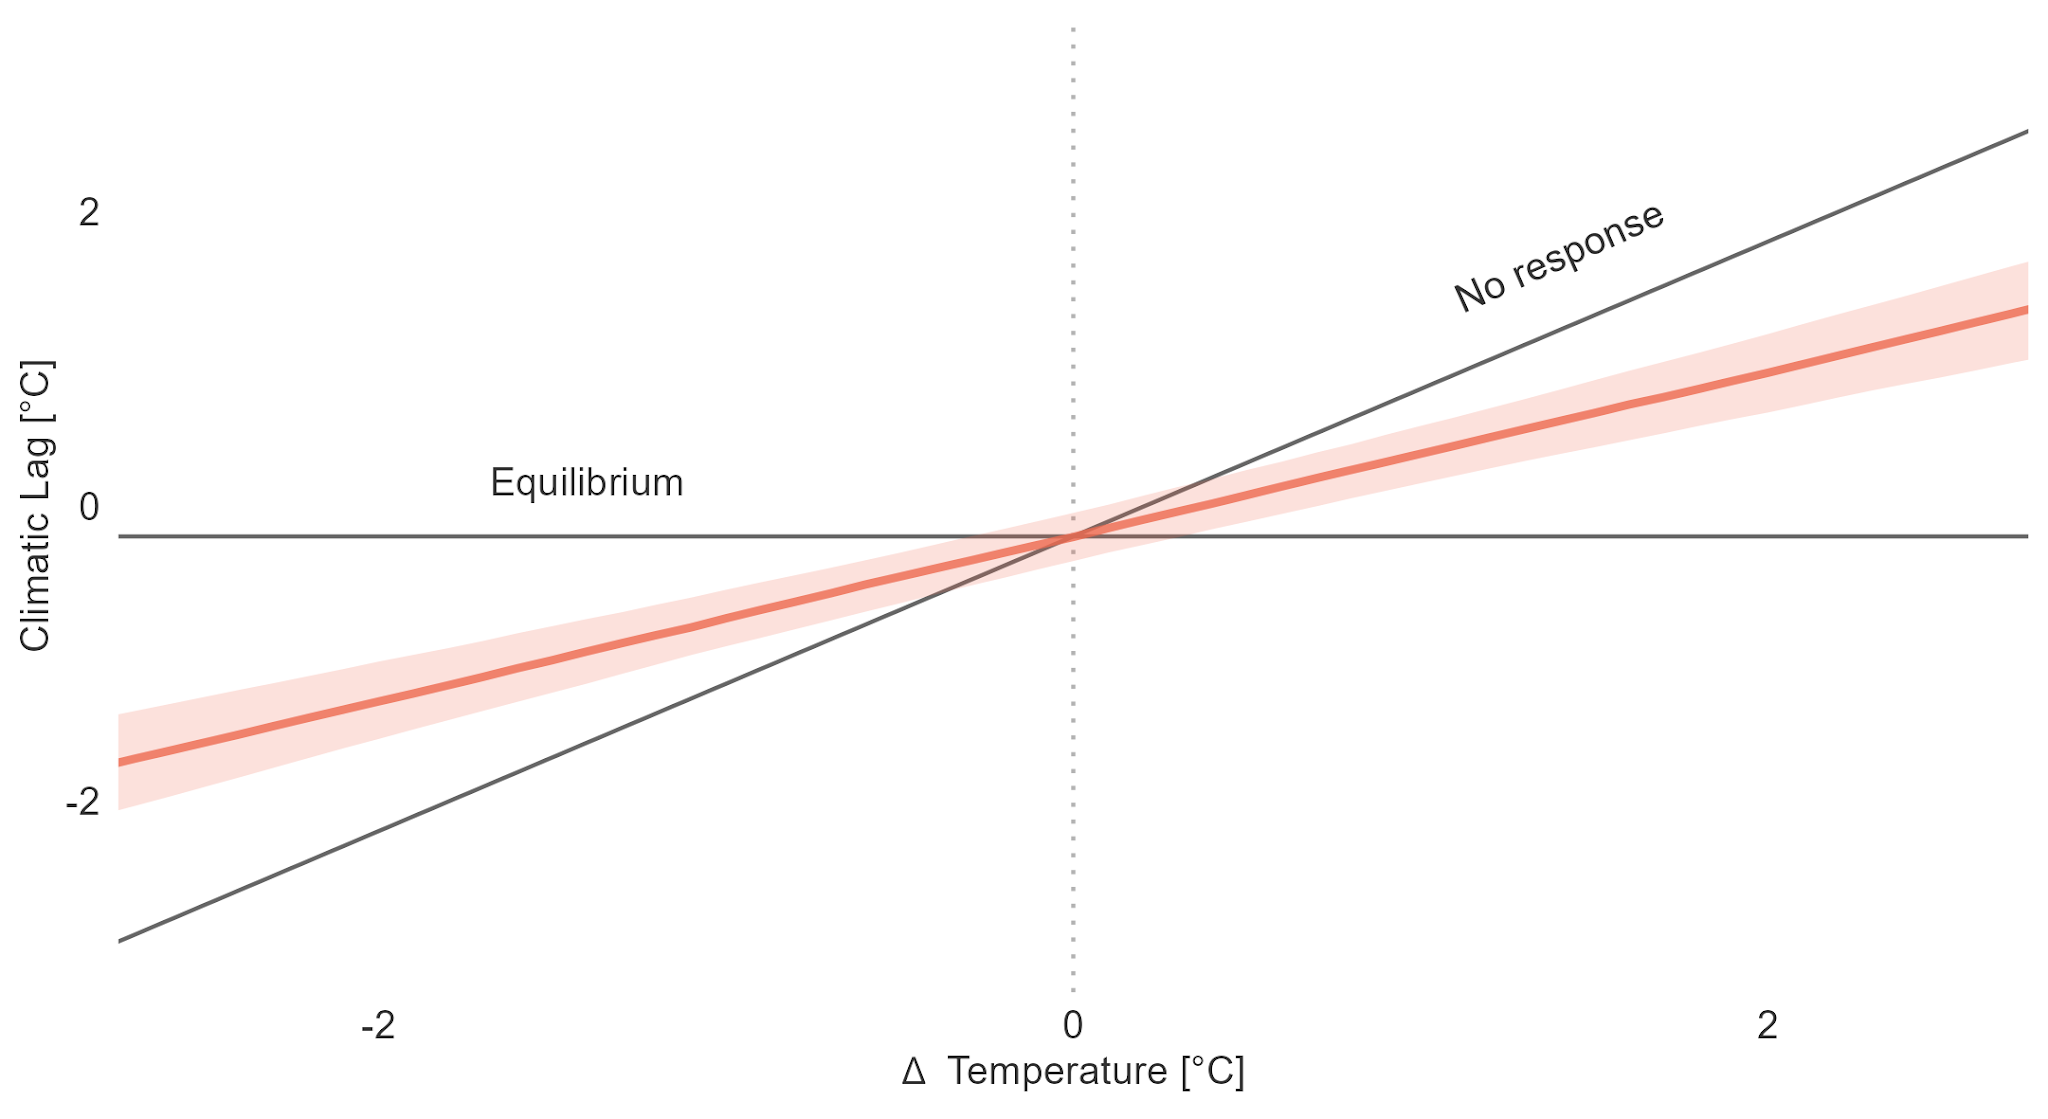 No response
2
Equilibrium
0
-2
Climatic Lag [°C]
-2 0 2
Δ Temperature [°C]